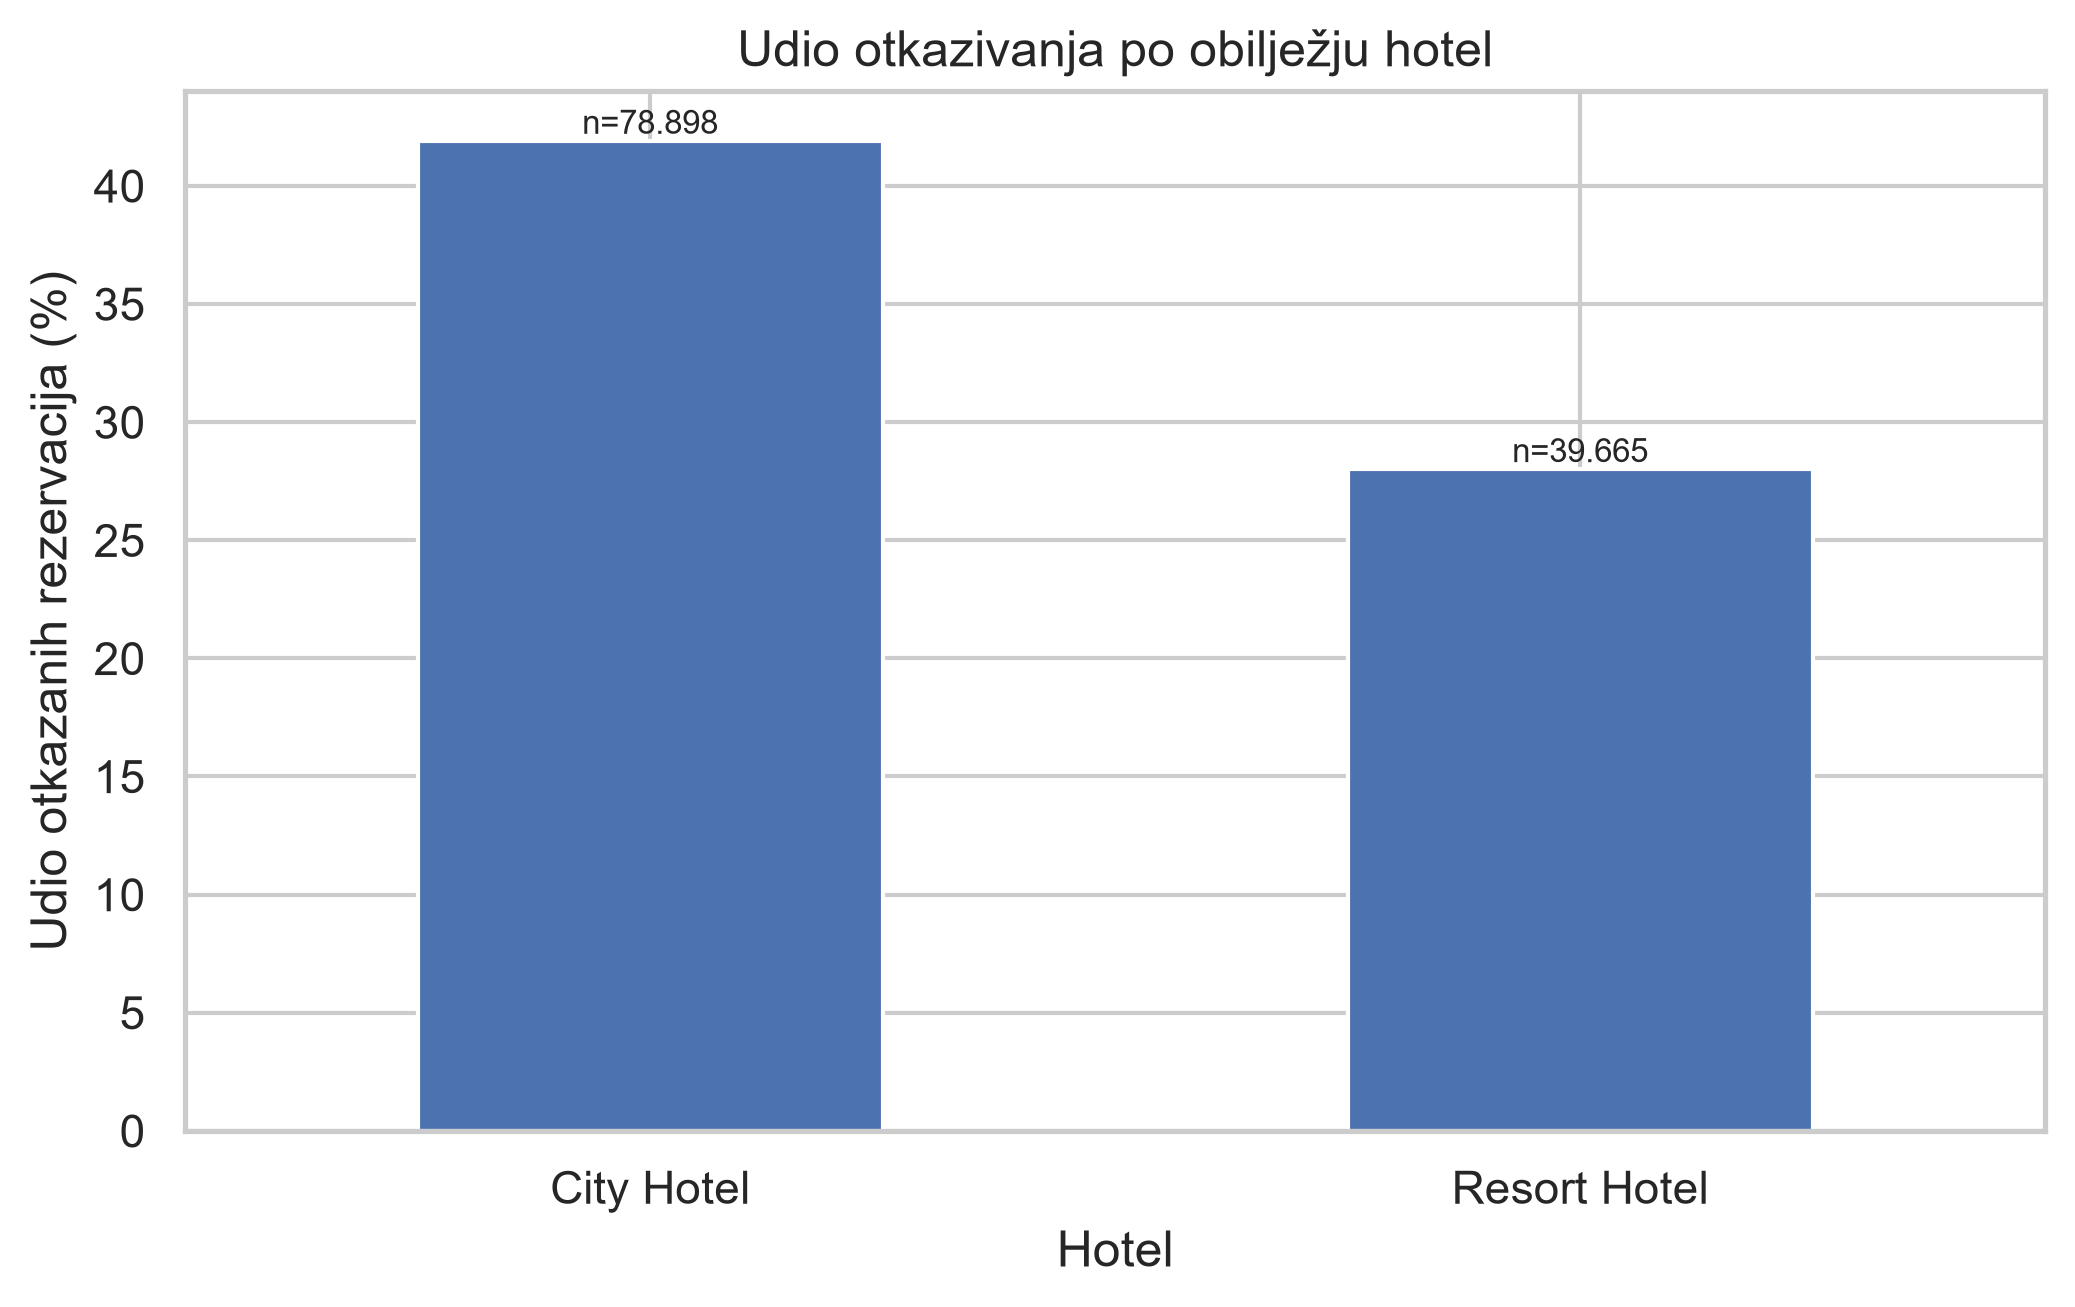 Udio otkazivanja po obilježju hotel
Udio otkazanih rezervacija (%)
40
35
30
25
20
15
10
5
0
n=78.898
n=39.665
City Hotel
Resort Hotel
Hotel